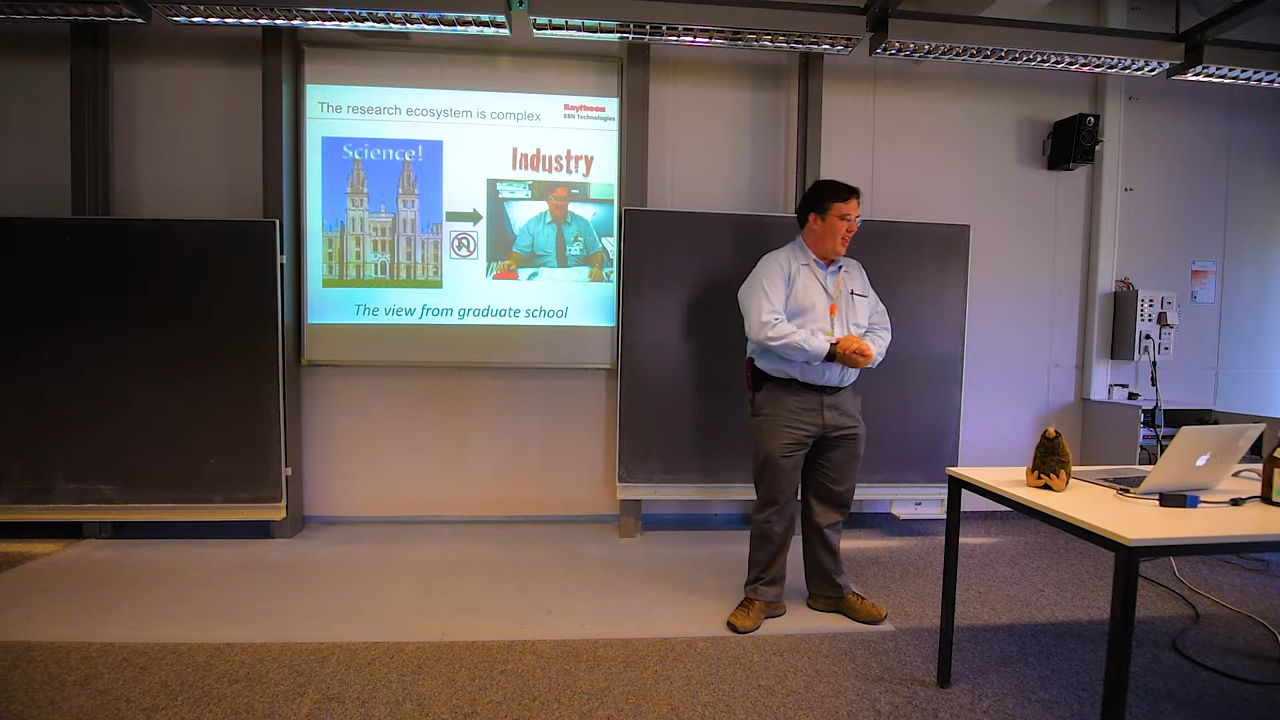 The research ecosystem is complex
Raytheon
BBN Technologies
Science!
Industry
The view from graduate school